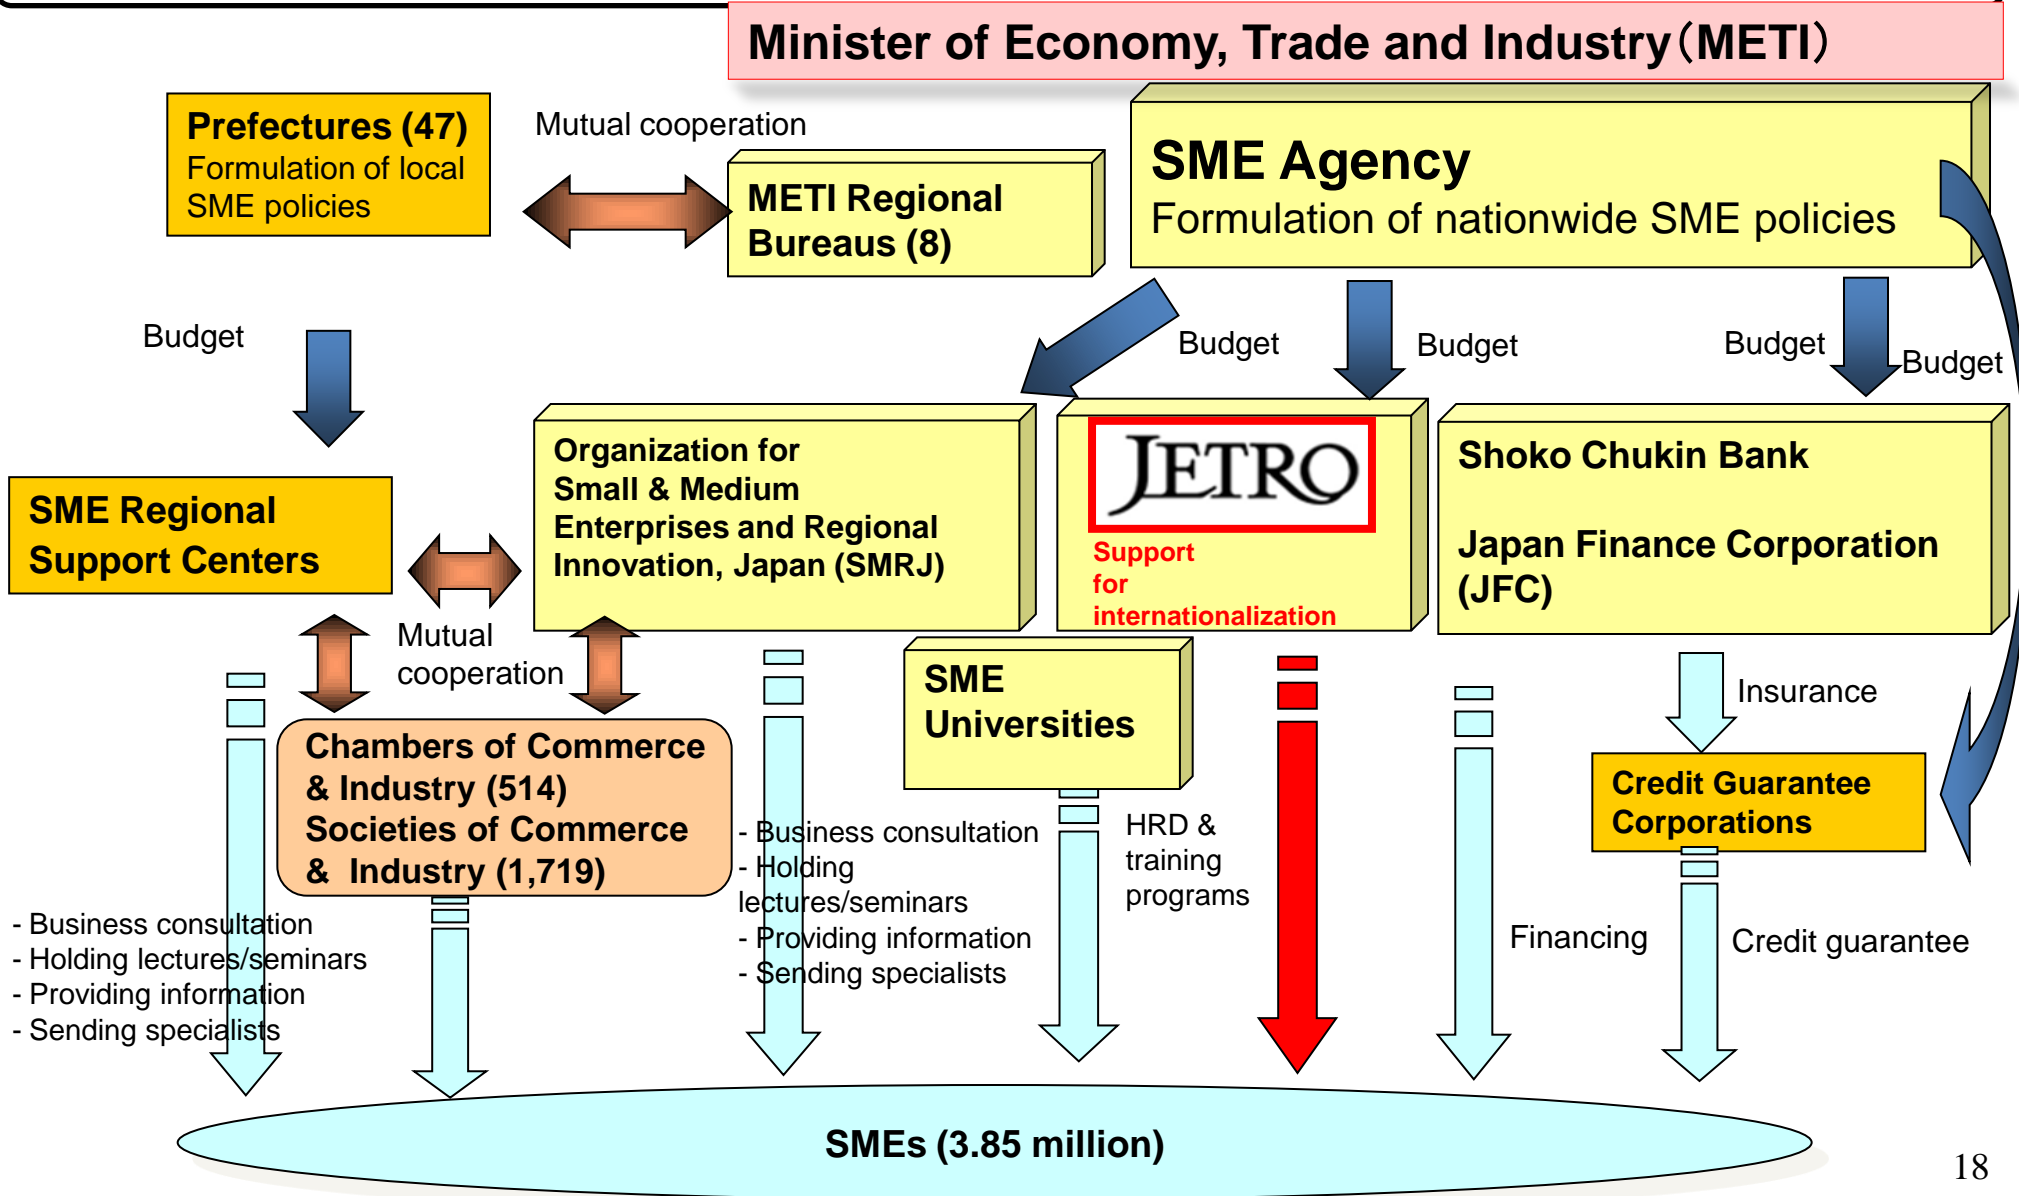 Minister of Economy, Trade and Industry（METI）
Prefectures (47)
Formulation of local
SME policies
Mutual cooperation
METI Regional
Bureaus (8)
SME Agency
Formulation of nationwide SME policies
Budget
Budget
Budget
Budget
Budget
SME Regional
Support Centers
Organization for
Small & Medium
Enterprises and Regional
Innovation, Japan (SMRJ)
JETRO
Support
for
internationalization
Shoko Chukin Bank
Japan Finance Corporation
(JFC)
Mutual
cooperation
SME
Universities
Insurance
Chambers of Commerce
& Industry (514)
Societies of Commerce
& Industry (1,719)
Credit Guarantee
Corporations
- Business consultation
- Holding lectures/seminars
- Providing information
- Sending specialists
- Business consultation
- Holding
lectures/seminars
- Providing information
- Sending specialists
HRD &
training
programs
Financing
Credit guarantee
SMEs (3.85 million)
18